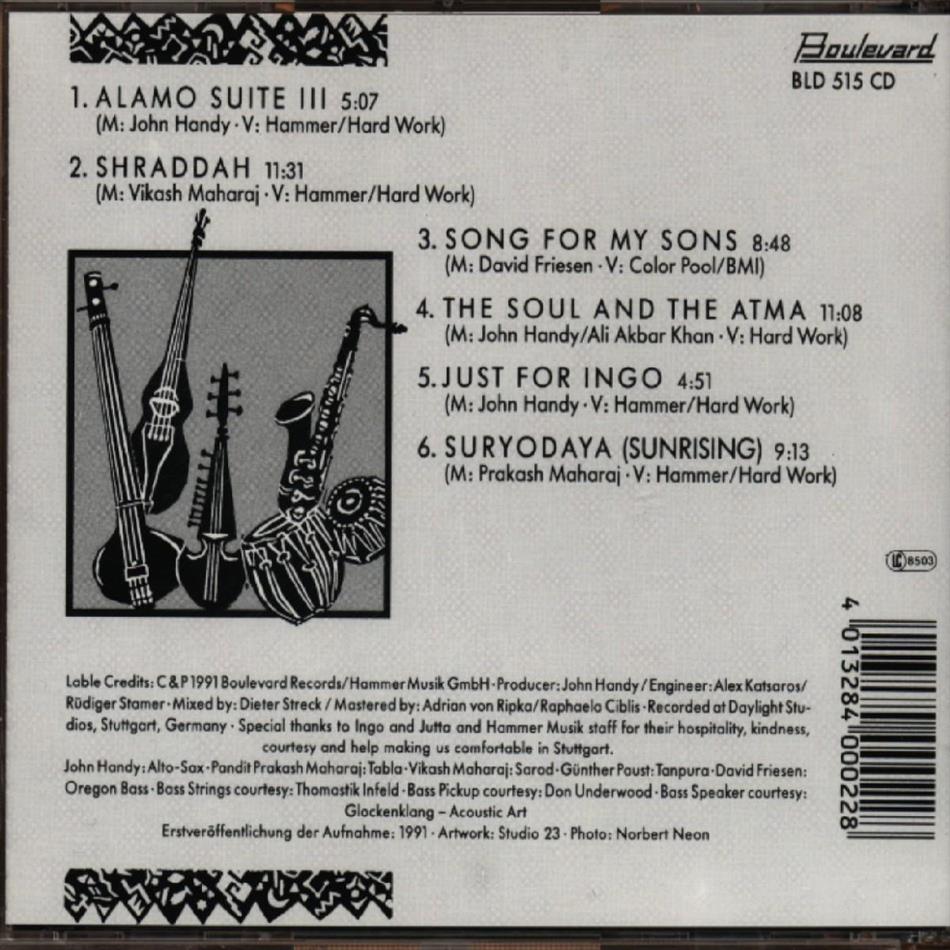 Boulevard
BLD 515 CD
1. ALAMO SUITE III 5:07
(M: John Handy · V: Hammer/Hard Work)
2. SHRADDAH 11:31
(M: Vikash Maharaj · V: Hammer/Hard Work)
3. SONG FOR MY SONS 8:48
(M: David Friesen · V: Color Pool/BMI)
4. THE SOUL AND THE ATMA 11:08
(M: John Handy/Ali Akbar Khan · V: Hard Work)
5. JUST FOR INGO 4:51
(M: John Handy · V: Hammer/Hard Work)
6. SURYODAYA (SUNRISING) 9:13
(M: Prakash Maharaj · V: Hammer/Hard Work)
LC 8503
4 013284 000228
Lable Credits: C & P 1991 Boulevard Records/Hammer Musik GmbH · Producer: John Handy / Engineer: Alex Katsaros/
Rüdiger Stamer · Mixed by: Dieter Streck / Mastered by: Adrian von Ripka/Raphaelo Ciblis · Recorded at Daylight Stu-
dios, Stuttgart, Germany · Special thanks to Ingo and Jutta and Hammer Musik staff for their hospitality, kindness,
courtesy and help making us comfortable in Stuttgart.
John Handy: Alto-Sax · Pandit Prakash Maharaj: Tabla · Vikash Maharaj: Sarod · Günther Paust: Tanpura · David Friesen:
Oregon Bass · Bass Strings courtesy: Thomastik Infeld · Bass Pickup courtesy: Don Underwood · Bass Speaker courtesy:
Glockenklang – Acoustic Art
Erstveröffentlichung der Aufnahme: 1991 · Artwork: Studio 23 · Photo: Norbert Neon